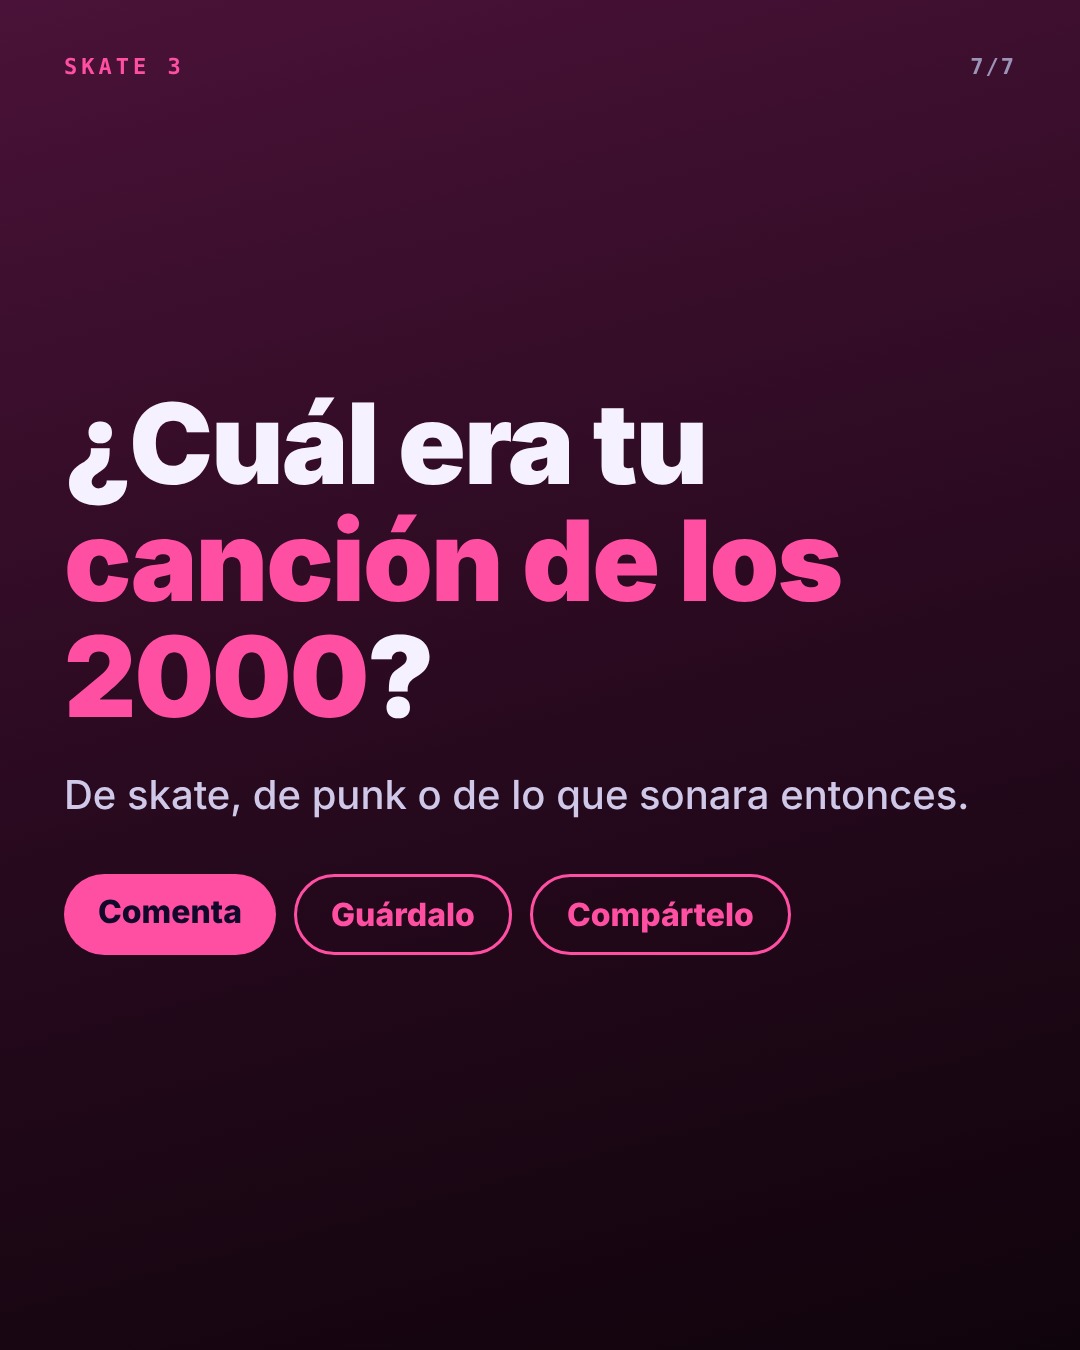 SKATE 3
7/7
¿Cuál era tu
canción de los
2000?
De skate, de punk o de lo que sonara entonces.
Comenta
Guárdalo
Compártelo